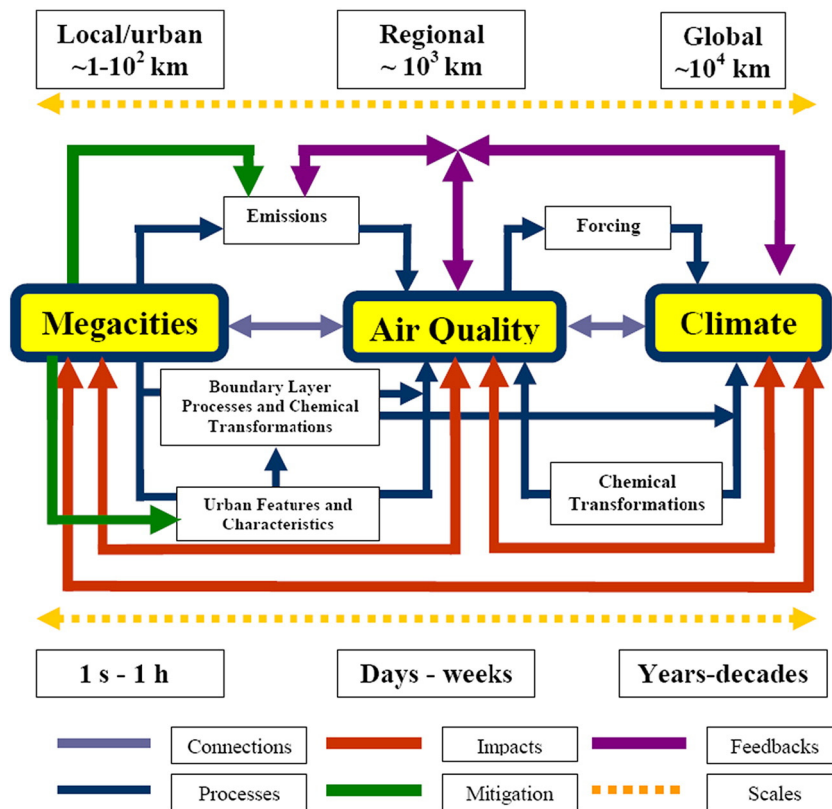 Local/urban
~1-10² km
Regional
~ 10³ km
Global
~10⁴ km
Emissions
Forcing
Megacities
Air Quality
Climate
Boundary Layer
Processes and Chemical
Transformations
Urban Features and
Characteristics
Chemical
Transformations
1 s - 1 h
Days - weeks
Years-decades
Connections
Impacts
Feedbacks
Processes
Mitigation
Scales